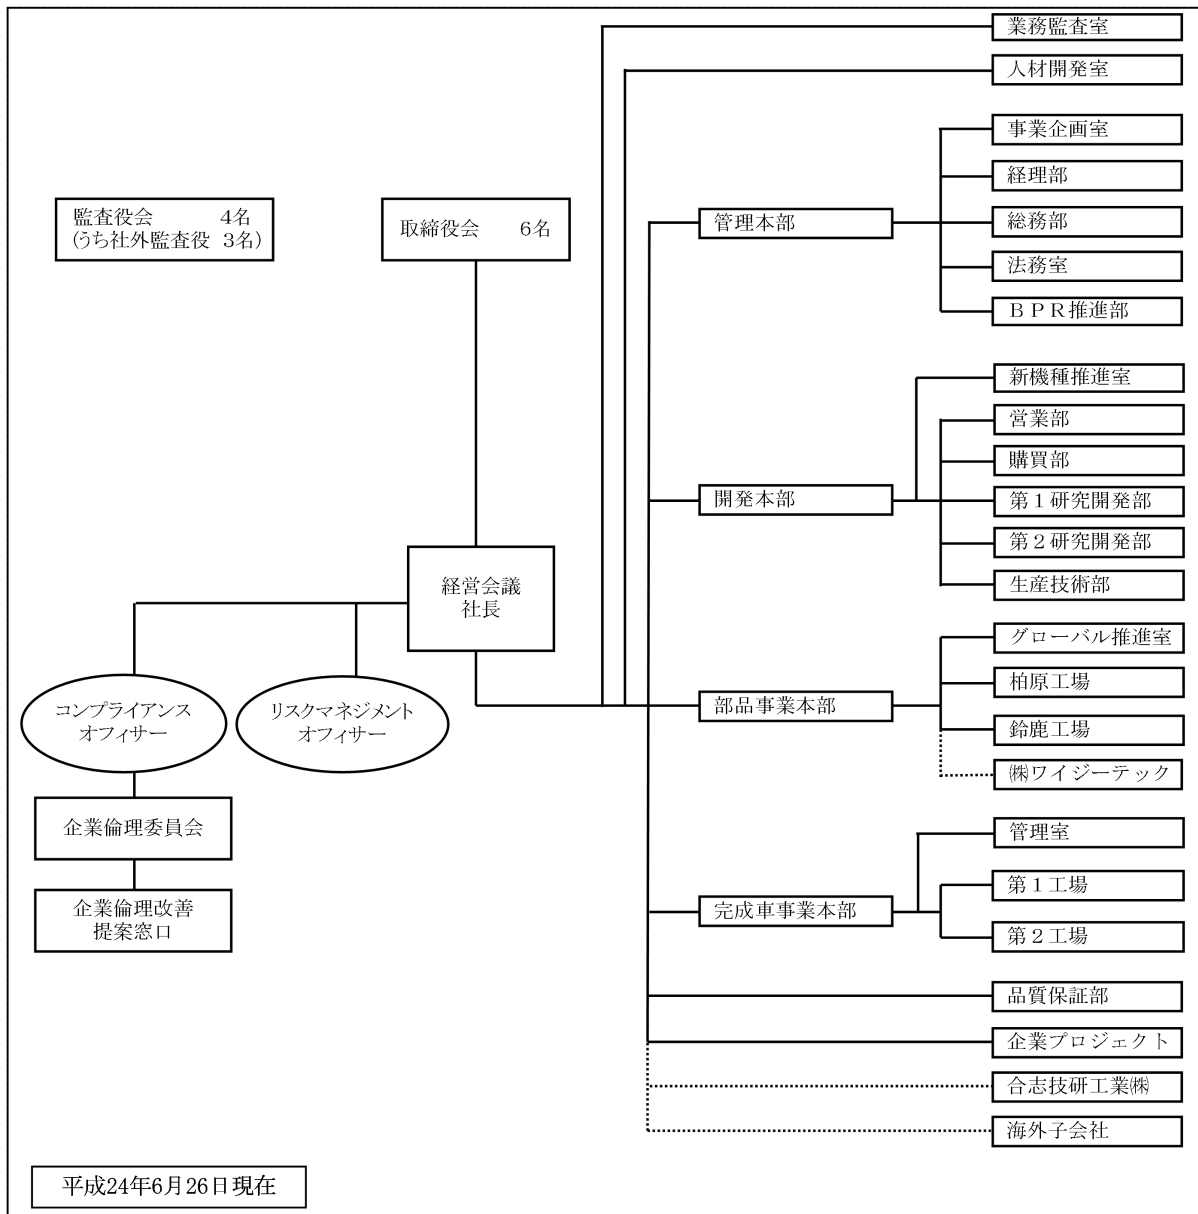 業務監査室
人材開発室
事業企画室
経理部
監査役会　　　4名
(うち社外監査役 3名)
取締役会　　6名
管理本部
総務部
法務室
ＢＰＲ推進部
新機種推進室
営業部
購買部
開発本部
第１研究開発部
第２研究開発部
生産技術部
経営会議
社長
グローバル推進室
柏原工場
コンプライアンス
オフィサー
リスクマネジメント
オフィサー
部品事業本部
鈴鹿工場
㈱ワイジーテック
企業倫理委員会
管理室
第１工場
企業倫理改善
提案窓口
完成車事業本部
第２工場
品質保証部
企業プロジェクト
合志技研工業㈱
海外子会社
平成24年6月26日現在